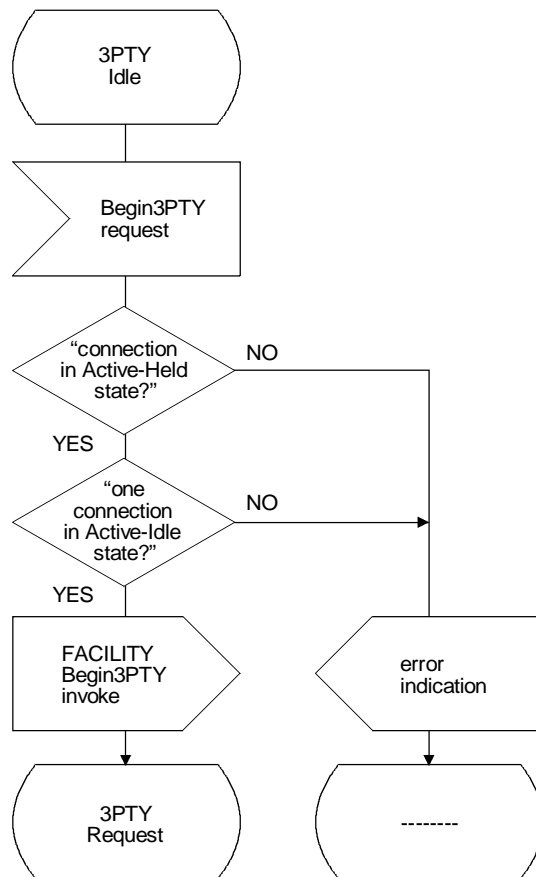 3PTY
Idle
Begin3PTY
request
“connection
in Active-Held
state?”
NO
YES
“one
connection
in Active-Idle
state?”
NO
YES
FACILITY
Begin3PTY
invoke
error
indication
3PTY
Request
--------